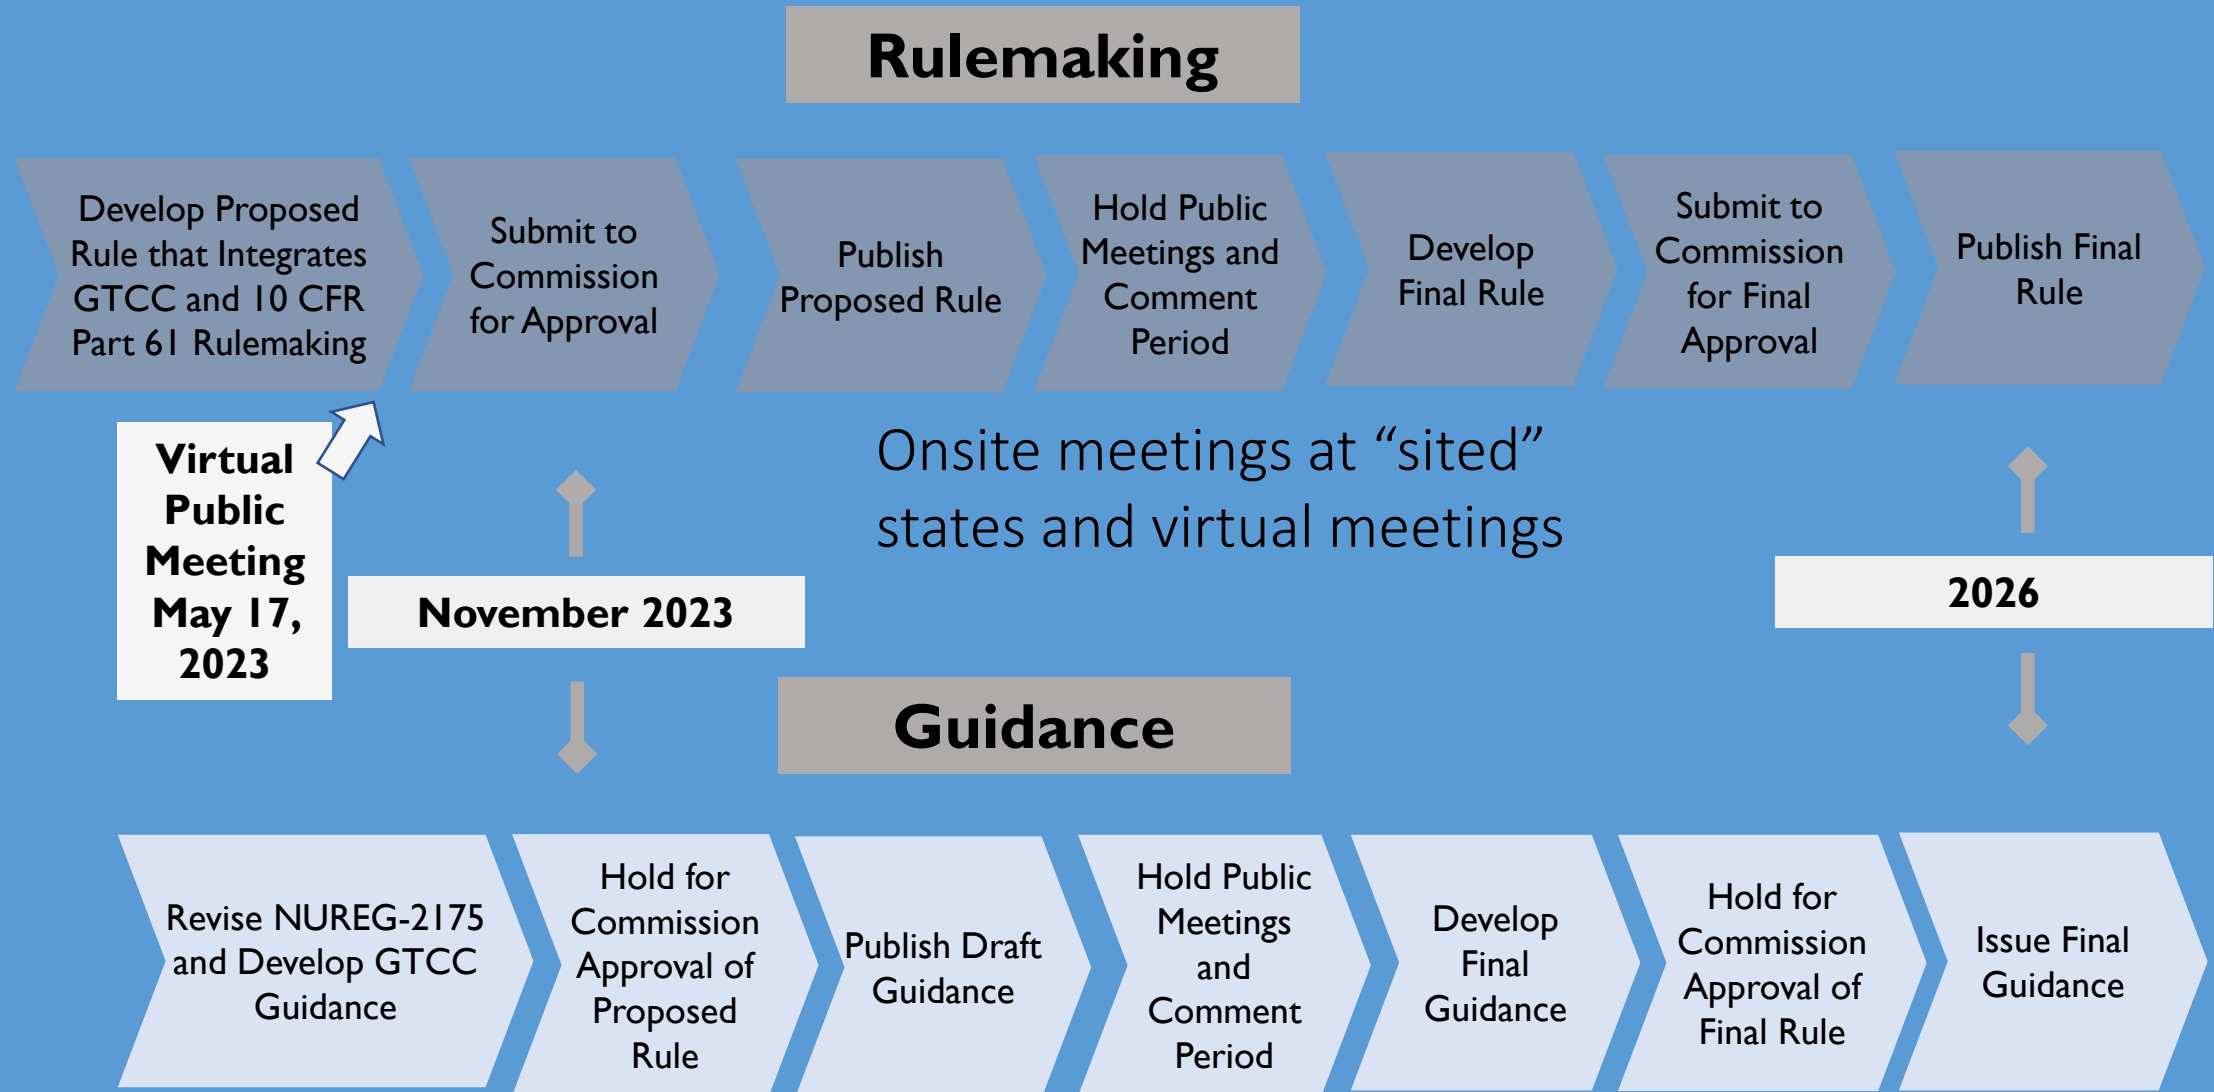 Rulemaking
Develop Proposed
Rule that Integrates
GTCC and 10 CFR
Part 61 Rulemaking
Submit to
Commission
for Approval
Publish
Proposed Rule
Hold Public
Meetings and
Comment
Period
Develop
Final Rule
Submit to
Commission
for Final
Approval
Publish Final
Rule
Virtual
Public
Meeting
May 17,
2023
Onsite meetings at “sited”
states and virtual meetings
November 2023
2026
Guidance
Revise NUREG-2175
and Develop GTCC
Guidance
Hold for
Commission
Approval of
Proposed
Rule
Publish Draft
Guidance
Hold Public
Meetings
and
Comment
Period
Develop
Final
Guidance
Hold for
Commission
Approval of
Final Rule
Issue Final
Guidance